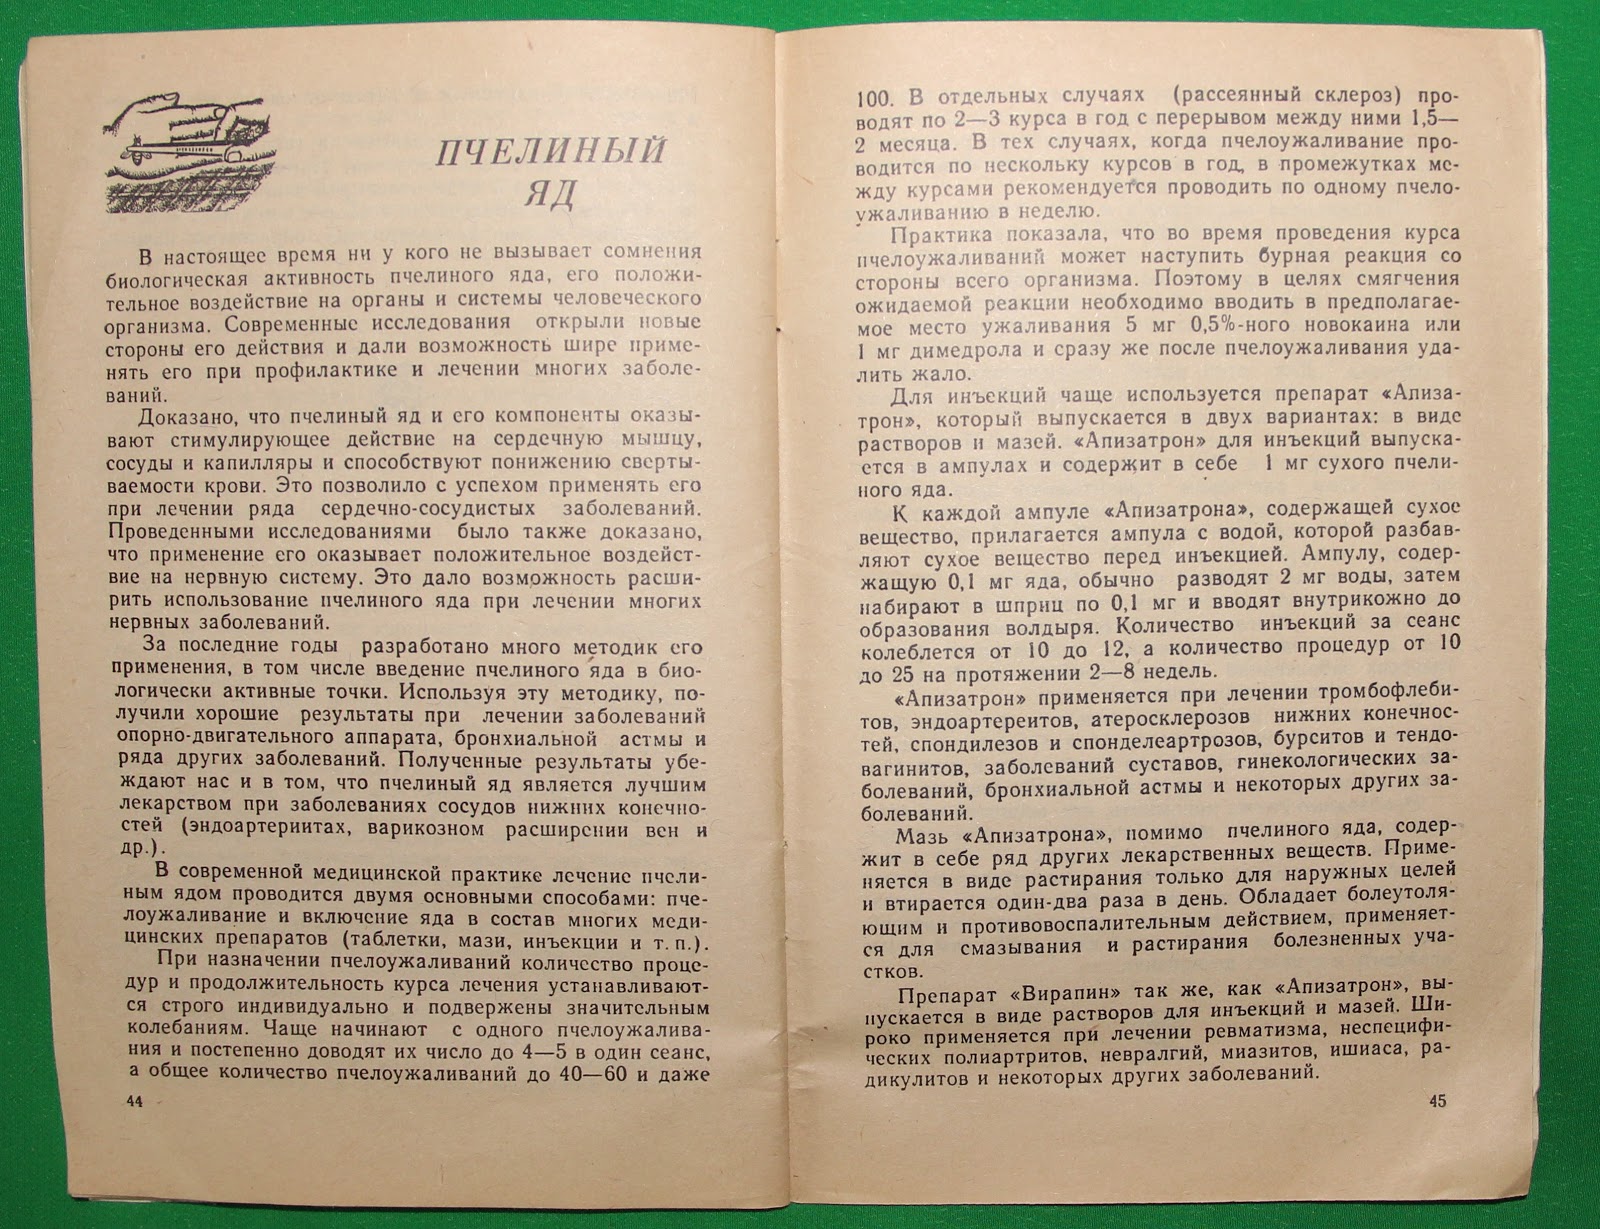 ПЧЕЛИНЫЙ
ЯД
В настоящее время ни у кого не вызывает сомнения
биологическая активность пчелиного яда, его положи-
тельное воздействие на органы и системы человеческого
организма. Современные исследования открыли новые
стороны его действия и дали возможность шире приме-
нять его при профилактике и лечении многих заболе-
ваний.
Доказано, что пчелиный яд и его компоненты оказы-
вают стимулирующее действие на сердечную мышцу,
сосуды и капилляры и способствуют понижению сверты-
ваемости крови. Это позволило с успехом применять его
при лечении ряда сердечно-сосудистых заболеваний.
Проведенными исследованиями было также доказано,
что применение его оказывает положительное воздейст-
вие на нервную систему. Это дало возможность расши-
рить использование пчелиного яда при лечении многих
нервных заболеваний.
За последние годы разработано много методик его
применения, в том числе введение пчелиного яда в био-
логически активные точки. Используя эту методику, по-
лучили хорошие результаты при лечении заболеваний
опорно-двигательного аппарата, бронхиальной астмы и
ряда других заболеваний. Полученные результаты убе-
ждают нас и в том, что пчелиный яд является лучшим
лекарством при заболеваниях сосудов нижних конечно-
стей (эндоартериитах, варикозном расширении вен и
др.).
В современной медицинской практике лечение пчели-
ным ядом проводится двумя основными способами: пче-
лоужаливание и включение яда в состав многих меди-
цинских препаратов (таблетки, мази, инъекции и т. п.).
При назначении пчелоужаливаний количество проце-
дур и продолжительность курса лечения устанавливают-
ся строго индивидуально и подвержены значительным
колебаниям. Чаще начинают с одного пчелоужалива-
ния и постепенно доводят их число до 4—5 в один сеанс,
а общее количество пчелоужаливаний до 40—60 и даже
44
100. В отдельных случаях (рассеянный склероз) про-
водят по 2—3 курса в год с перерывом между ними 1,5—
2 месяца. В тех случаях, когда пчелоужаливание про-
водится по нескольку курсов в год, в промежутках ме-
жду курсами рекомендуется проводить по одному пчело-
ужаливанию в неделю.
Практика показала, что во время проведения курса
пчелоужаливаний может наступить бурная реакция со
стороны всего организма. Поэтому в целях смягчения
ожидаемой реакции необходимо вводить в предполагае-
мое место ужаливания 5 мг 0,5%-ного новокаина или
1 мг димедрола и сразу же после пчелоужаливания уда-
лить жало.
Для инъекций чаще используется препарат «Апиза-
трон», который выпускается в двух вариантах: в виде
растворов и мазей. «Апизатрон» для инъекций выпуска-
ется в ампулах и содержит в себе 1 мг сухого пчели-
ного яда.
К каждой ампуле «Апизатрона», содержащей сухое
вещество, прилагается ампула с водой, которой разбав-
ляют сухое вещество перед инъекцией. Ампулу, содер-
жащую 0,1 мг яда, обычно разводят 2 мг воды, затем
набирают в шприц по 0,1 мг и вводят внутрикожно до
образования волдыря. Количество инъекций за сеанс
колеблется от 10 до 12, а количество процедур от 10
до 25 на протяжении 2—8 недель.
«Апизатрон» применяется при лечении тромбофлеби-
тов, эндоартереитов, атеросклерозов нижних конечнос-
тей, спондилезов и спонделеартрозов, бурситов и тендо-
вагинитов, заболеваний суставов, гинекологических за-
болеваний, бронхиальной астмы и некоторых других за-
болеваний.
Мазь «Апизатрона», помимо пчелиного яда, содер-
жит в себе ряд других лекарственных веществ. Приме-
няется в виде растирания только для наружных целей
и втирается один-два раза в день. Обладает болеутоля-
ющим и противовоспалительным действием, применяет-
ся для смазывания и растирания болезненных уча-
стков.
Препарат «Вирапин» так же, как «Апизатрон», вы-
пускается в виде растворов для инъекций и мазей. Ши-
роко применяется при лечении ревматизма, неспецифи-
ческих полиартритов, невралгий, миазитов, ишиаса, ра-
дикулитов и некоторых других заболеваний.
45